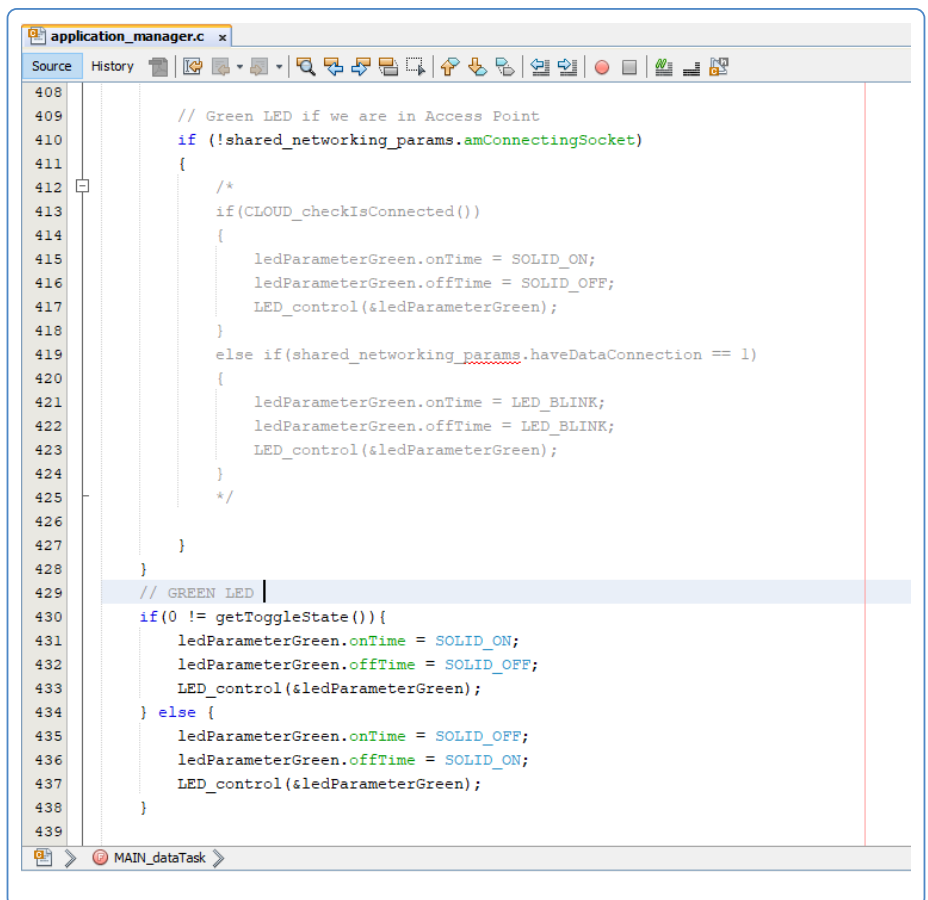 application_manager.c x
Source History
408
409 // Green LED if we are in Access Point
410 if (!shared_networking_params.amConnectingSocket)
411 {
412 /*
413 if(CLOUD_checkIsConnected())
414 {
415 ledParameterGreen.onTime = SOLID_ON;
416 ledParameterGreen.offTime = SOLID_OFF;
417 LED_control(&ledParameterGreen);
418 }
419 else if(shared_networking_params.haveDataConnection == 1)
420 {
421 ledParameterGreen.onTime = LED_BLINK;
422 ledParameterGreen.offTime = LED_BLINK;
423 LED_control(&ledParameterGreen);
424 }
425 */
426
427 }
428 }
429 // GREEN LED
430 if(0 != getToggleState()){
431 ledParameterGreen.onTime = SOLID_ON;
432 ledParameterGreen.offTime = SOLID_OFF;
433 LED_control(&ledParameterGreen);
434 } else {
435 ledParameterGreen.onTime = SOLID_OFF;
436 ledParameterGreen.offTime = SOLID_ON;
437 LED_control(&ledParameterGreen);
438 }
439
MAIN_dataTask